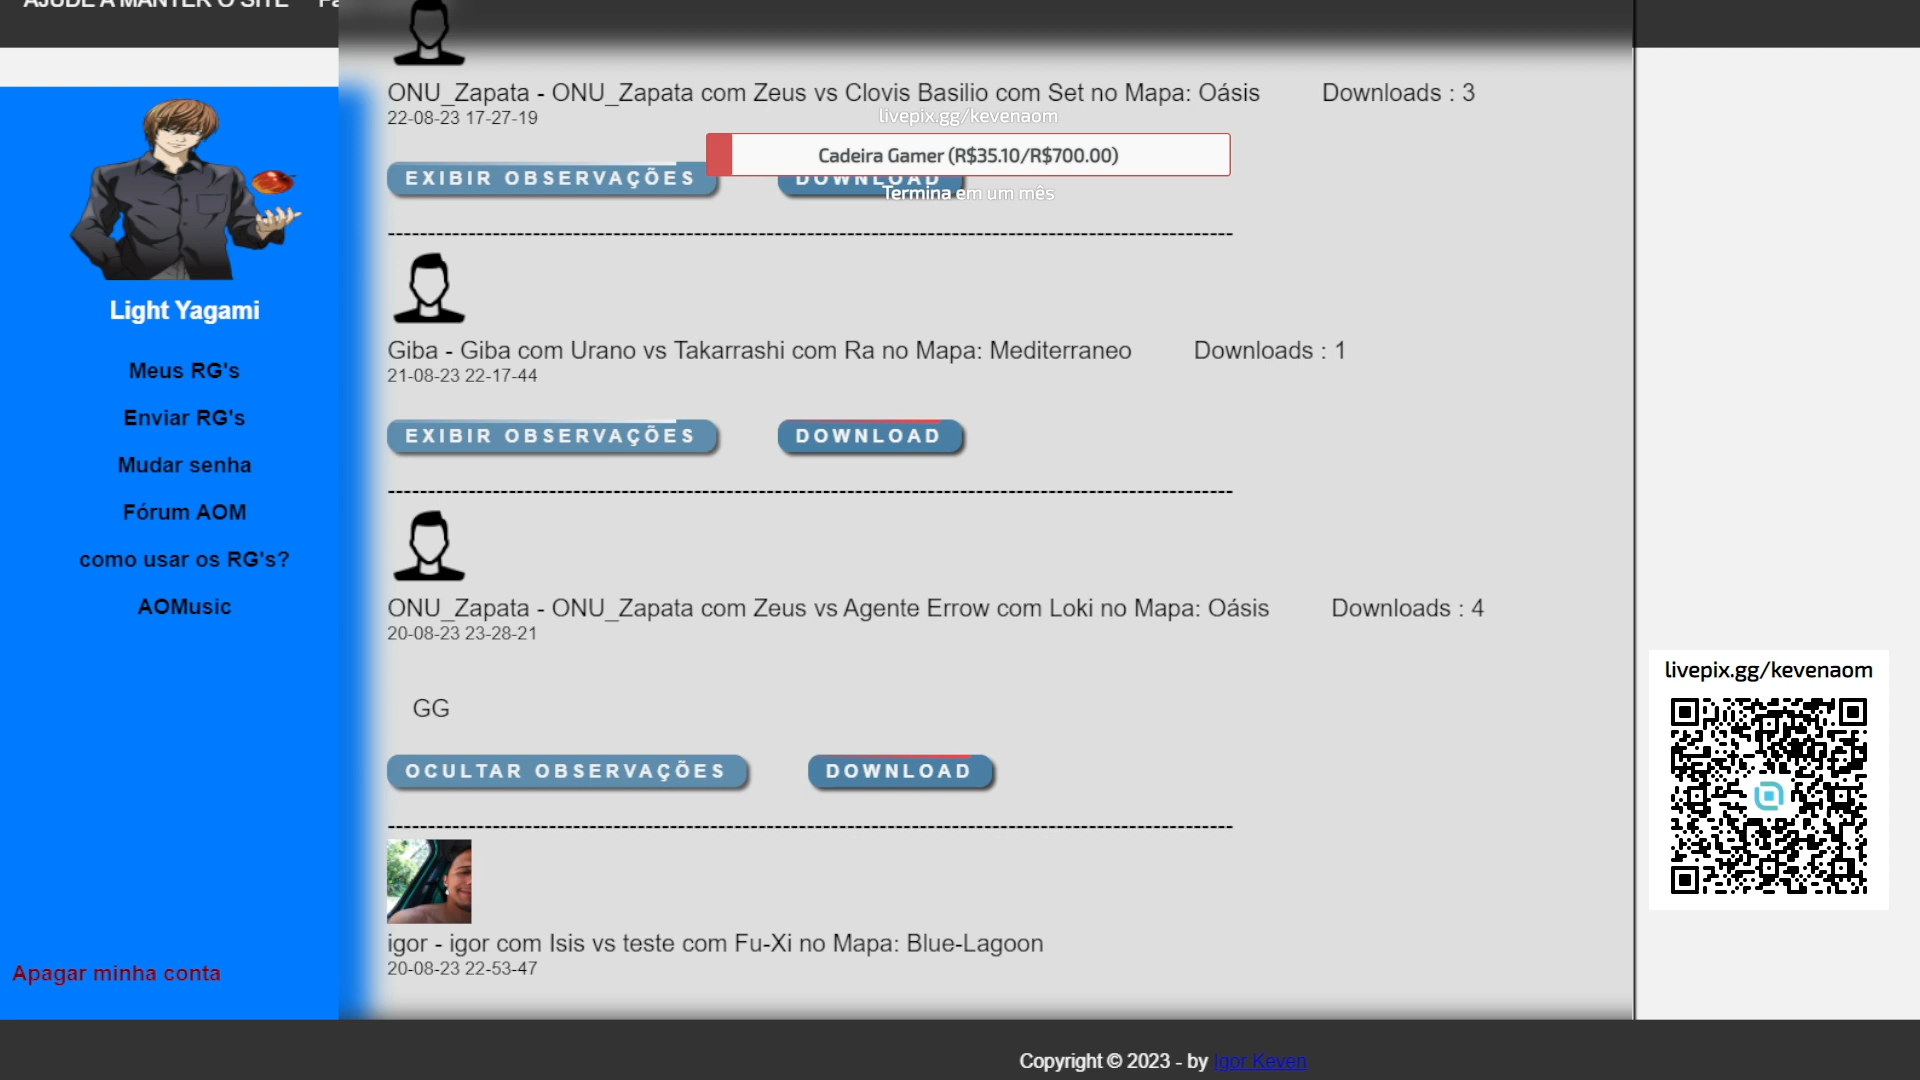 AJUDE A MANTER O SITE
ONU_Zapata - ONU_Zapata com Zeus vs Clovis Basilio com Set no Mapa: Oásis Downloads : 3
22-08-23 17-27-19
livepix.gg/kevenaom
Cadeira Gamer (R$35.10/R$700.00)
EXIBIR OBSERVAÇÕES DOWNLOAD
Termina em um mês
--------------------------------------------------------------------------------------------------------
Light Yagami
Giba - Giba com Urano vs Takarrashi com Ra no Mapa: Mediterraneo Downloads : 1
21-08-23 22-17-44
Meus RG's
Enviar RG's
EXIBIR OBSERVAÇÕES DOWNLOAD
Mudar senha
--------------------------------------------------------------------------------------------------------
Fórum AOM
como usar os RG's?
AOMusic
ONU_Zapata - ONU_Zapata com Zeus vs Agente Errow com Loki no Mapa: Oásis Downloads : 4
20-08-23 23-28-21
GG
OCULTAR OBSERVAÇÕES DOWNLOAD
--------------------------------------------------------------------------------------------------------
livepix.gg/kevenaom
igor - igor com Isis vs teste com Fu-Xi no Mapa: Blue-Lagoon
20-08-23 22-53-47
Apagar minha conta
Copyright © 2023 - by Igor Keven